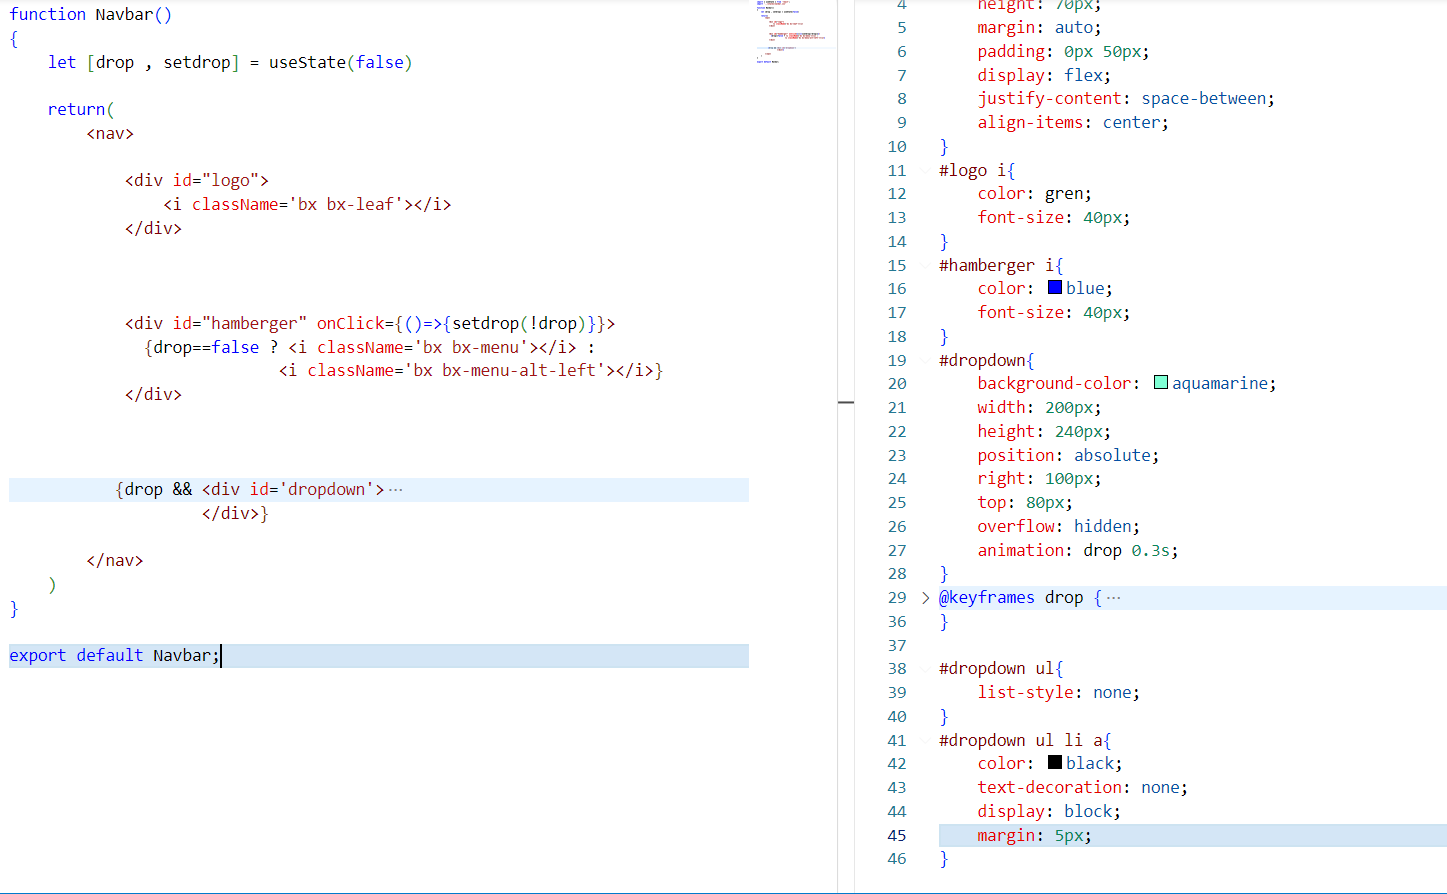 function Navbar()
{
let [drop , setdrop] = useState(false)
return(
<nav>
<div id="logo">
<i className='bx bx-leaf'></i>
</div>
<div id="hamberger" onClick={()=>{setdrop(!drop)}}>
{drop==false ? <i className='bx bx-menu'></i> :
<i className='bx bx-menu-alt-left'></i>}
</div>
{drop && <div id='dropdown'>⋯
</div>}
</nav>
)
}
export default Navbar;
4 height: 70px;
5 margin: auto;
6 padding: 0px 50px;
7 display: flex;
8 justify-content: space-between;
9 align-items: center;
10 }
11 #logo i{
12 color: gren;
13 font-size: 40px;
14 }
15 #hamberger i{
16 color: blue;
17 font-size: 40px;
18 }
19 #dropdown{
20 background-color: aquamarine;
21 width: 200px;
22 height: 240px;
23 position: absolute;
24 right: 100px;
25 top: 80px;
26 overflow: hidden;
27 animation: drop 0.3s;
28 }
29 @keyframes drop {⋯
36 }
37
38 #dropdown ul{
39 list-style: none;
40 }
41 #dropdown ul li a{
42 color: black;
43 text-decoration: none;
44 display: block;
45 margin: 5px;
46 }